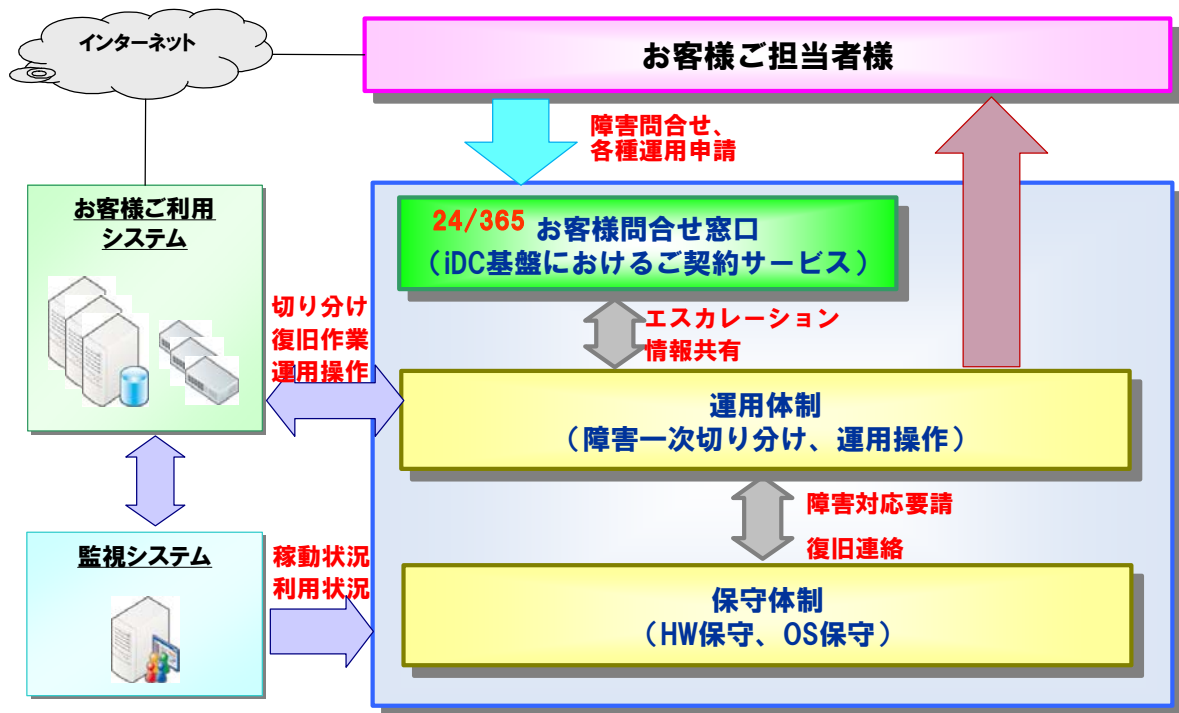 インターネット
お客様ご担当者様
障害問合せ、
各種運用申請
お客様ご利用
システム
24/365 お客様問合せ窓口
（iDC基盤におけるご契約サービス）
切り分け
復旧作業
運用操作
エスカレーション
情報共有
運用体制
（障害一次切り分け、運用操作）
障害対応要請
復旧連絡
監視システム
稼動状況
利用状況
保守体制
（HW保守、OS保守）